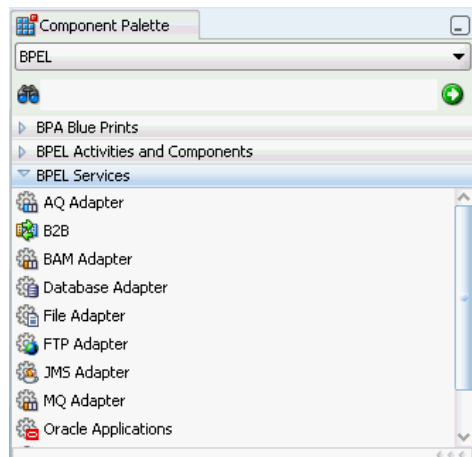 Component Palette
BPEL
BPA Blue Prints
BPEL Activities and Components
BPEL Services
AQ Adapter
B2B
BAM Adapter
Database Adapter
File Adapter
FTP Adapter
JMS Adapter
MQ Adapter
Oracle Applications